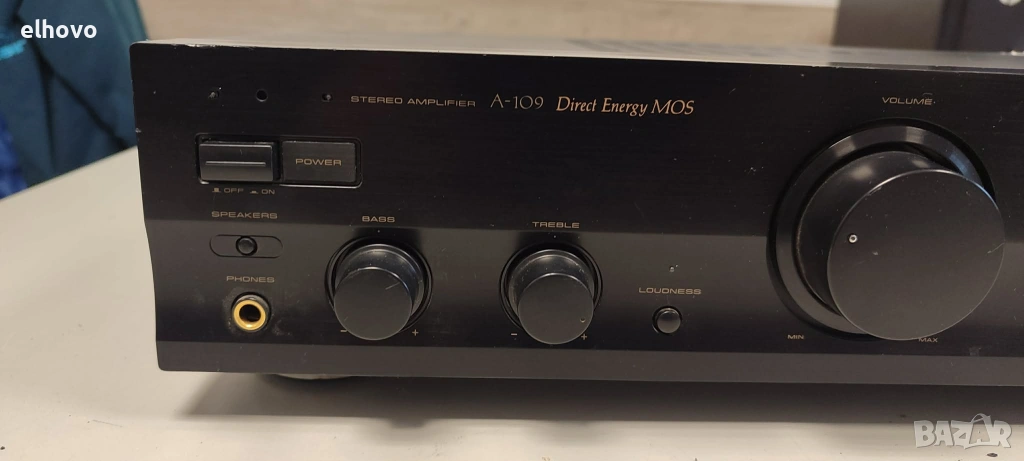 elhovo
STEREO AMPLIFIER A-109 Direct Energy MOS
VOLUME
POWER
OFF ON
SPEAKERS
BASS
TREBLE
PHONES
LOUDNESS
- +
- +
MIN MAX
BAZAR